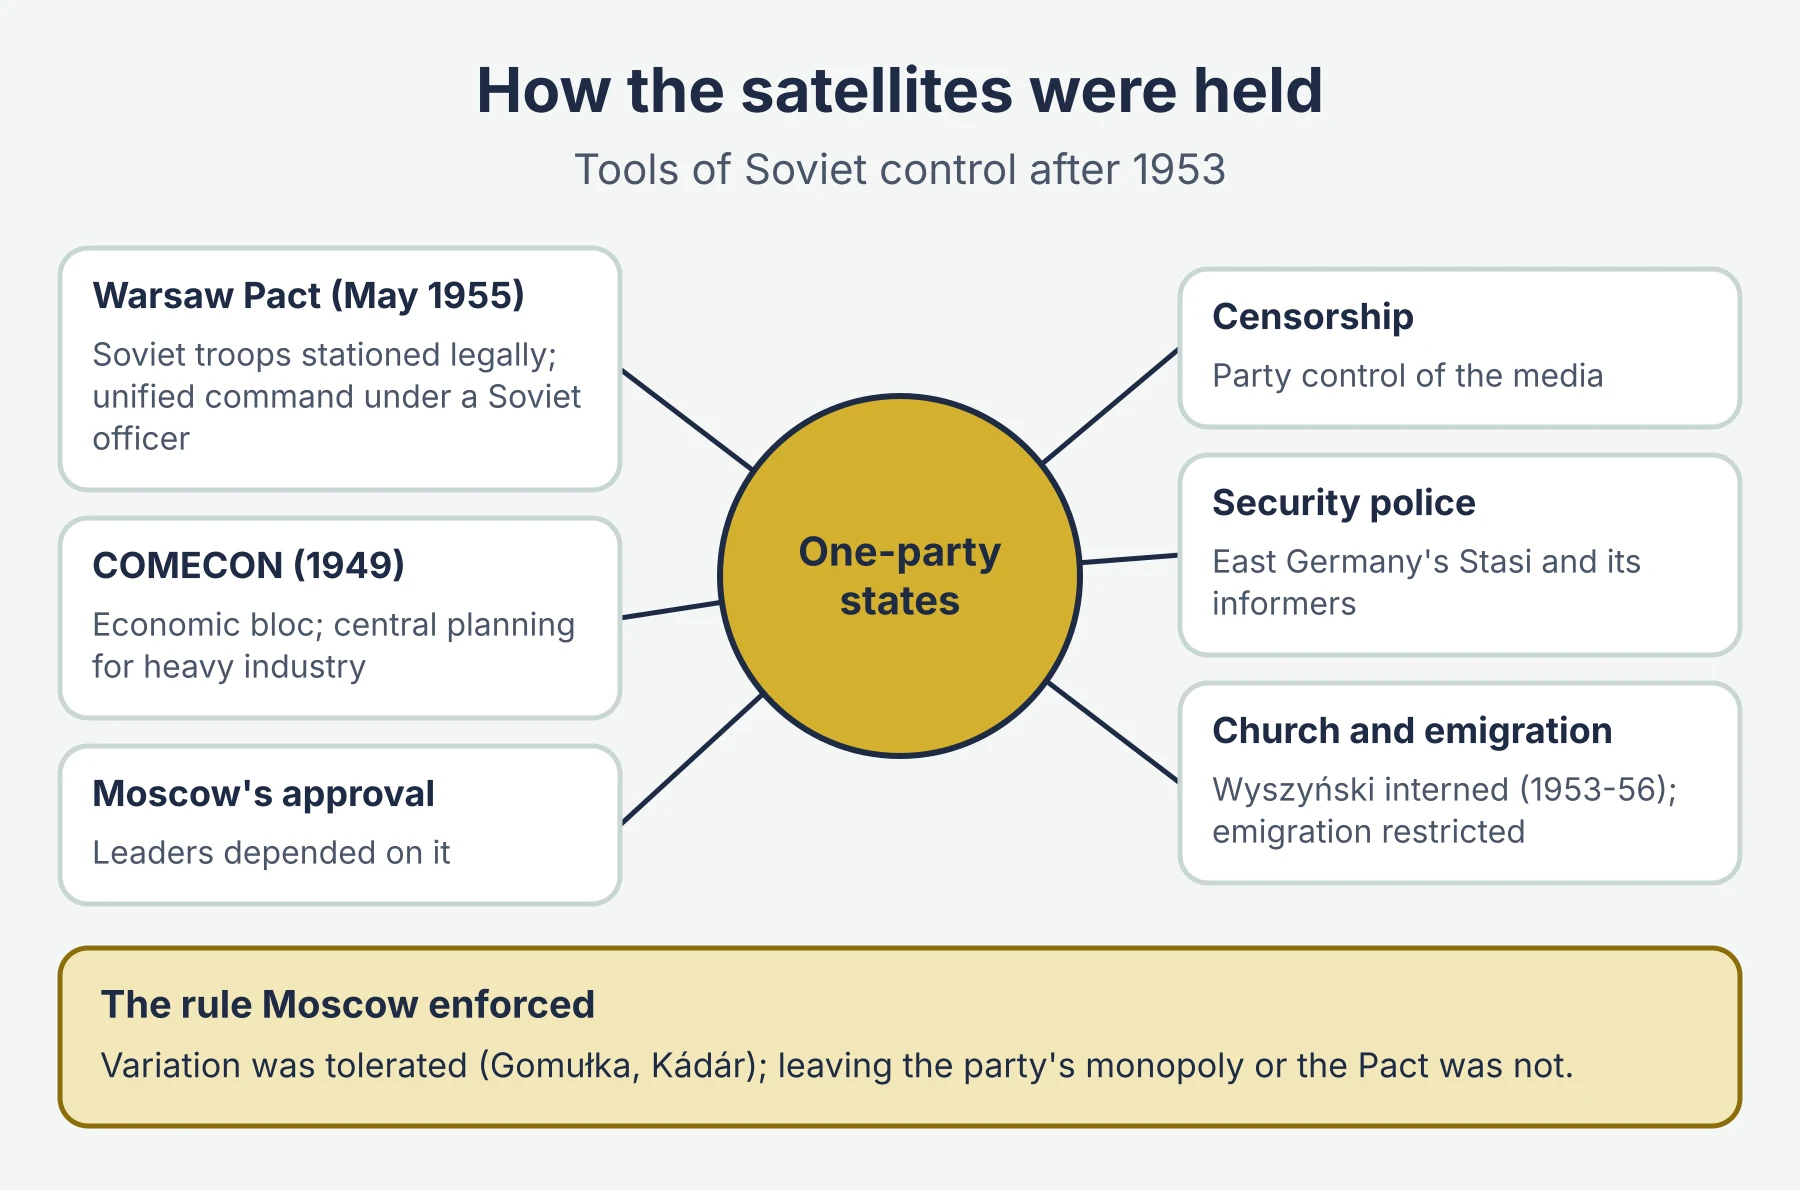 How the satellites were held
Tools of Soviet control after 1953
Warsaw Pact (May 1955)
Soviet troops stationed legally;
unified command under a Soviet
officer
COMECON (1949)
Economic bloc; central planning
for heavy industry
Moscow's approval
Leaders depended on it
One-party
states
Censorship
Party control of the media
Security police
East Germany's Stasi and its
informers
Church and emigration
Wyszyński interned (1953-56);
emigration restricted
The rule Moscow enforced
Variation was tolerated (Gomułka, Kádár); leaving the party's monopoly or the Pact was not.